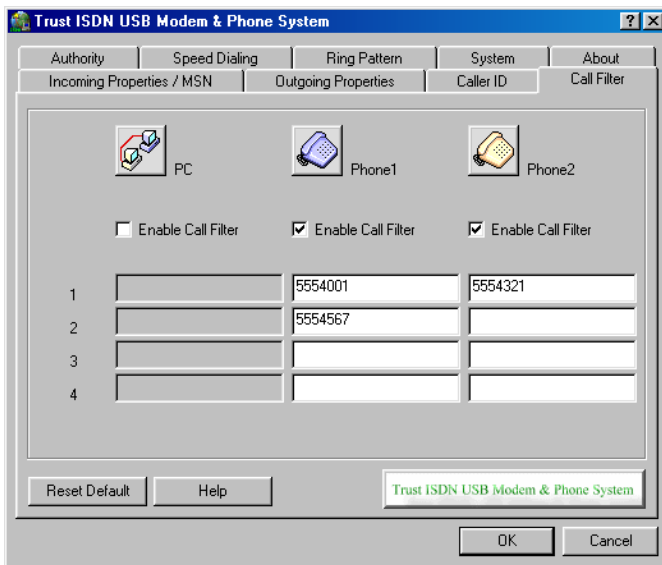 Trust ISDN USB Modem & Phone System
Authority Speed Dialing Ring Pattern System About
Incoming Properties / MSN Outgoing Properties Caller ID Call Filter
PC Phone1 Phone2
Enable Call Filter Enable Call Filter Enable Call Filter
1 5554001 5554321
2 5554567
3
4
Reset Default Help Trust ISDN USB Modem & Phone System
OK Cancel